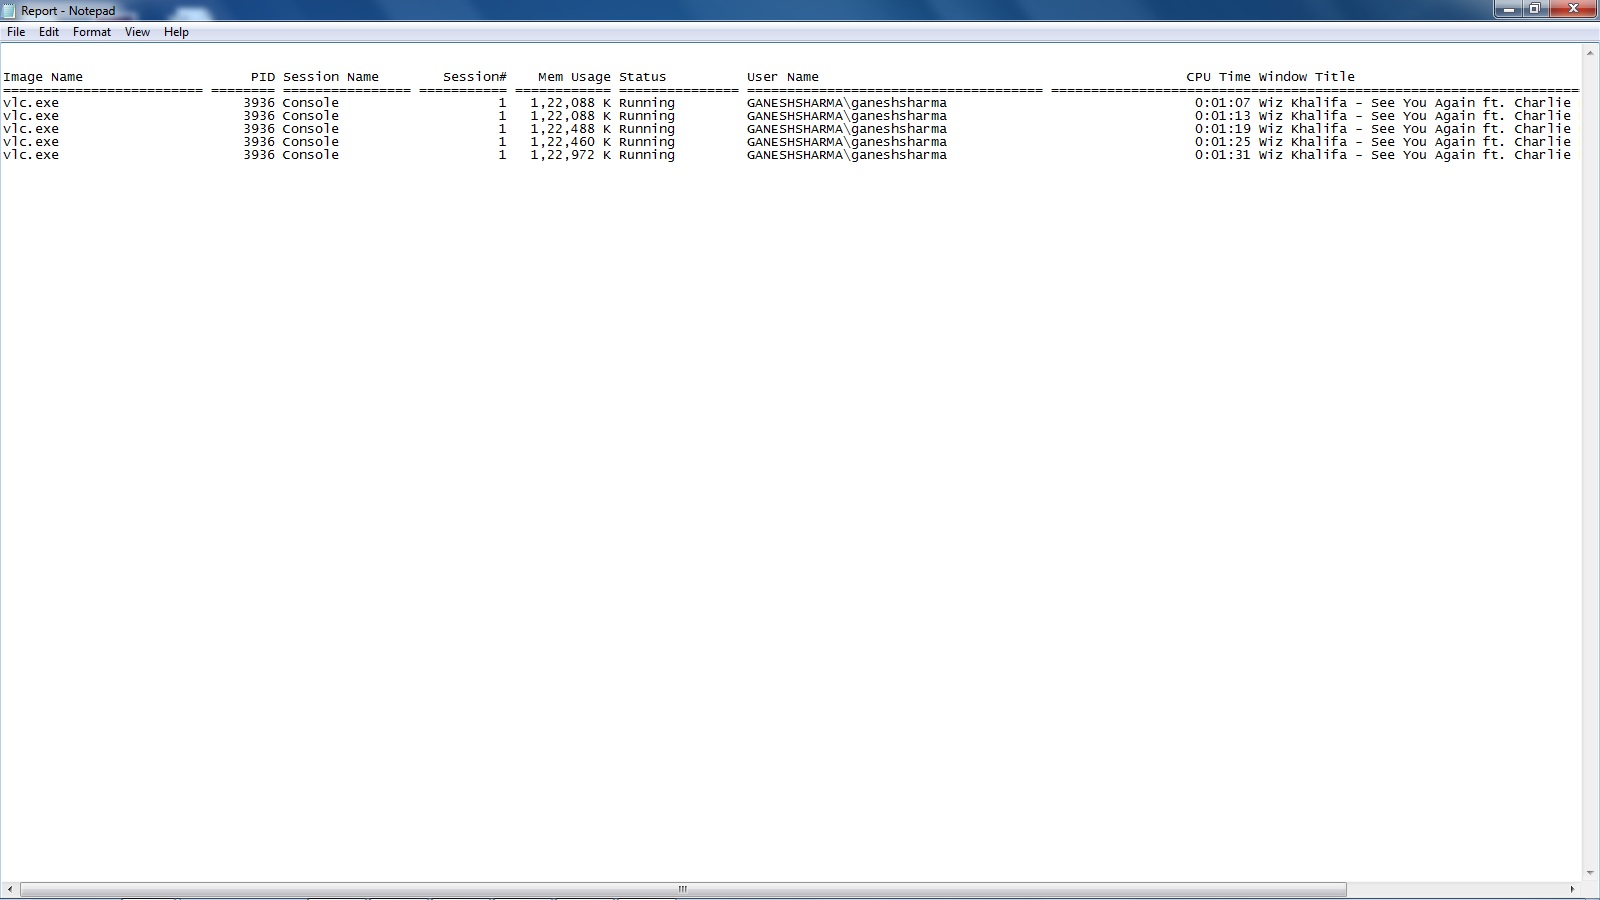 Report - Notepad
File Edit Format View Help
Image Name PID Session Name Session# Mem Usage Status User Name CPU Time Window Title
========================= ======== ================ =========== ============ =============== ===================================== ==================================================================
vlc.exe 3936 Console 1 1,22,088 K Running GANESHSHARMA\ganeshsharma 0:01:07 Wiz Khalifa - See You Again ft. Charlie
vlc.exe 3936 Console 1 1,22,088 K Running GANESHSHARMA\ganeshsharma 0:01:13 Wiz Khalifa - See You Again ft. Charlie
vlc.exe 3936 Console 1 1,22,488 K Running GANESHSHARMA\ganeshsharma 0:01:19 Wiz Khalifa - See You Again ft. Charlie
vlc.exe 3936 Console 1 1,22,460 K Running GANESHSHARMA\ganeshsharma 0:01:25 Wiz Khalifa - See You Again ft. Charlie
vlc.exe 3936 Console 1 1,22,972 K Running GANESHSHARMA\ganeshsharma 0:01:31 Wiz Khalifa - See You Again ft. Charlie